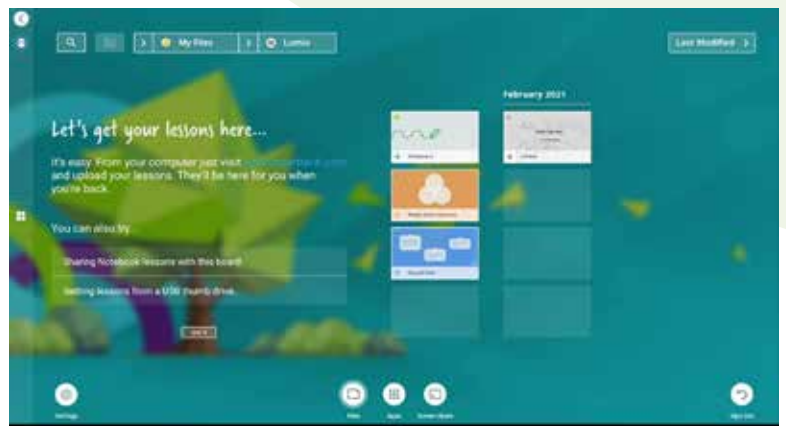 My Files
Lumio
Last Modified
February 2021
Let's get your lessons here...
It's easy. From your computer just visit
and upload your lessons. They'll be here for you when
you're back.
You can also try
Sharing Notebook lessons with this board
Getting lessons from a USB thumb drive
Settings
Files
Apps
Screen Share